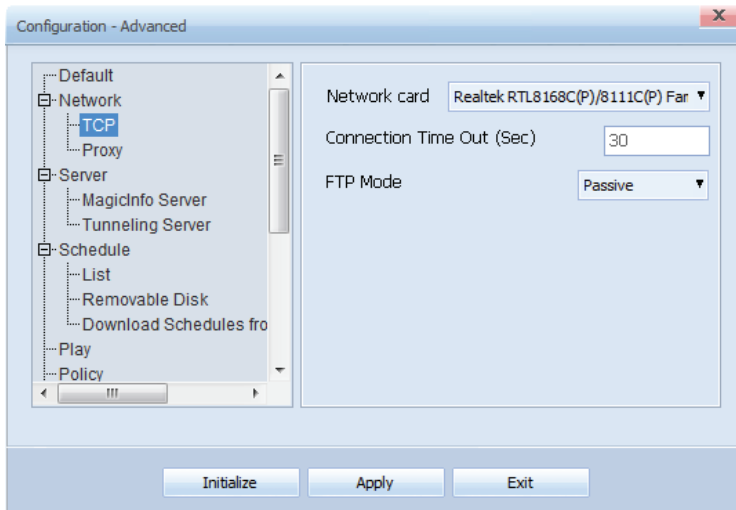 Configuration - Advanced
x
Default
Network
TCP
Proxy
Server
MagicInfo Server
Tunneling Server
Schedule
List
Removable Disk
Download Schedules fro
Play
Policy
Network card Realtek RTL8168C(P)/8111C(P) Far
Connection Time Out (Sec) 30
FTP Mode Passive
Initialize Apply Exit